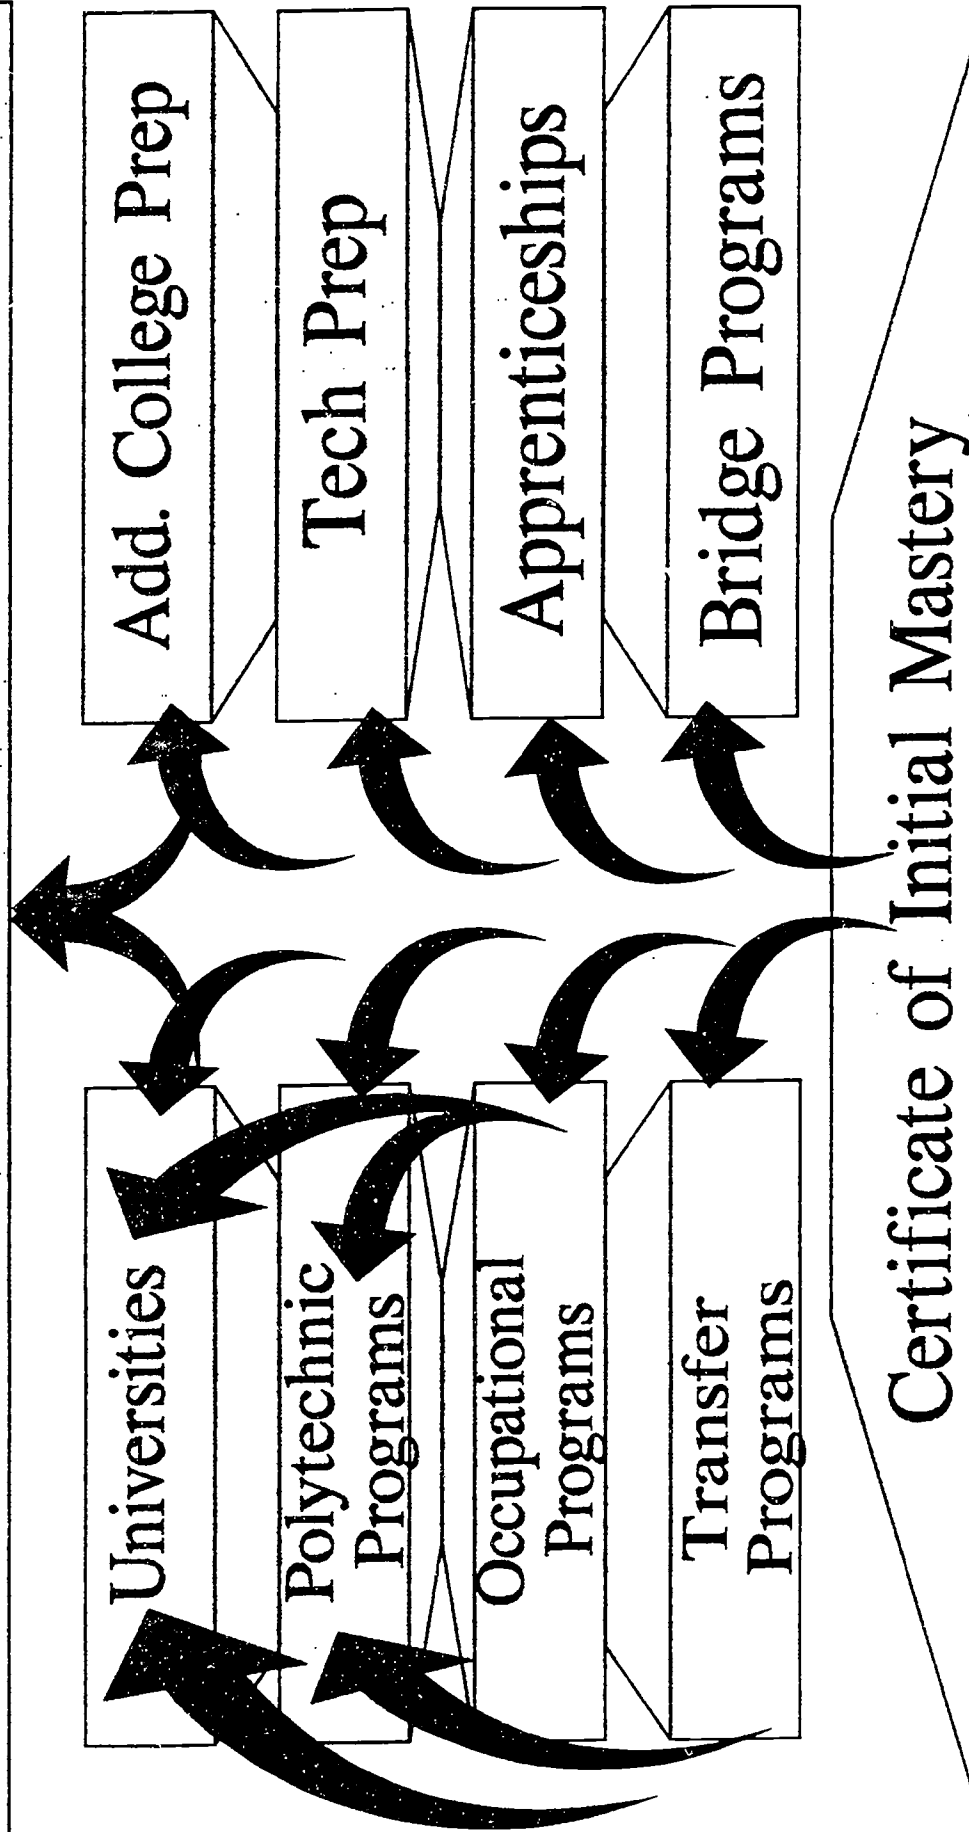 Universities
Polytechnic
Programs
Occupational
Programs
Transfer
Programs
Add. College Prep
Tech Prep
Apprenticeships
Bridge Programs
Certificate of Initial Mastery